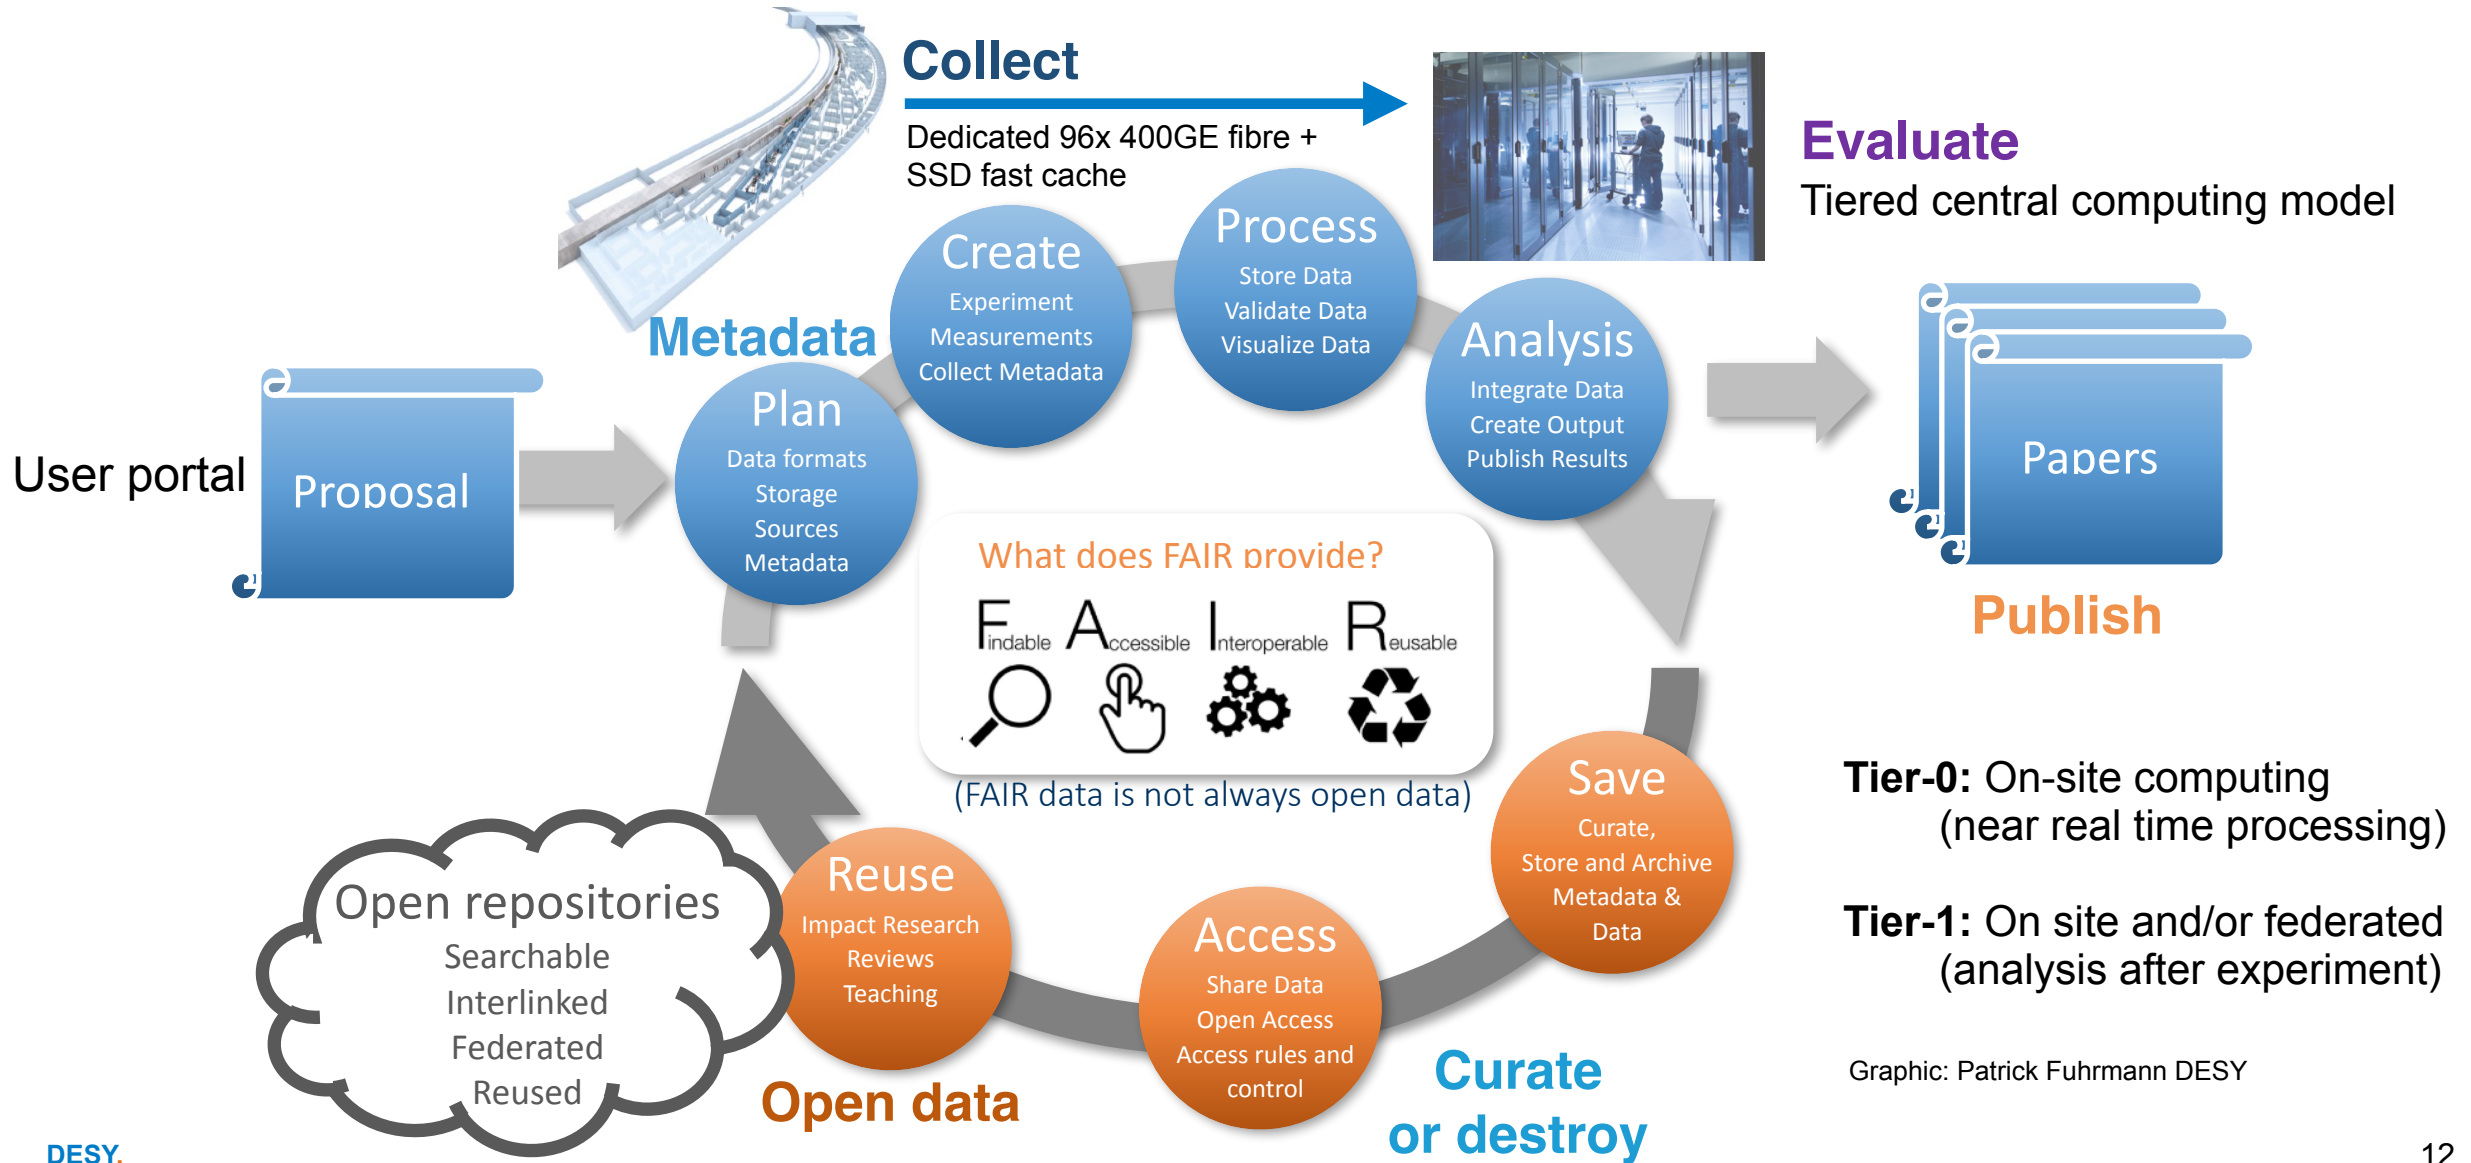 Collect
Dedicated 96x 400GE fibre +
SSD fast cache
Evaluate
Tiered central computing model
Metadata
User portal
Proposal
Plan
Data formats
Storage
Sources
Metadata
Create
Experiment
Measurements
Collect Metadata
Process
Store Data
Validate Data
Visualize Data
Analysis
Integrate Data
Create Output
Publish Results
Papers
Publish
What does FAIR provide?
Findable Accessible Interoperable Reusable
(FAIR data is not always open data)
Save
Curate,
Store and Archive
Metadata &
Data
Access
Share Data
Open Access
Access rules and
control
Reuse
Impact Research
Reviews
Teaching
Open repositories
Searchable
Interlinked
Federated
Reused
Open data
Curate
or destroy
Tier-0: On-site computing
(near real time processing)
Tier-1: On site and/or federated
(analysis after experiment)
Graphic: Patrick Fuhrmann DESY
DESY.
12